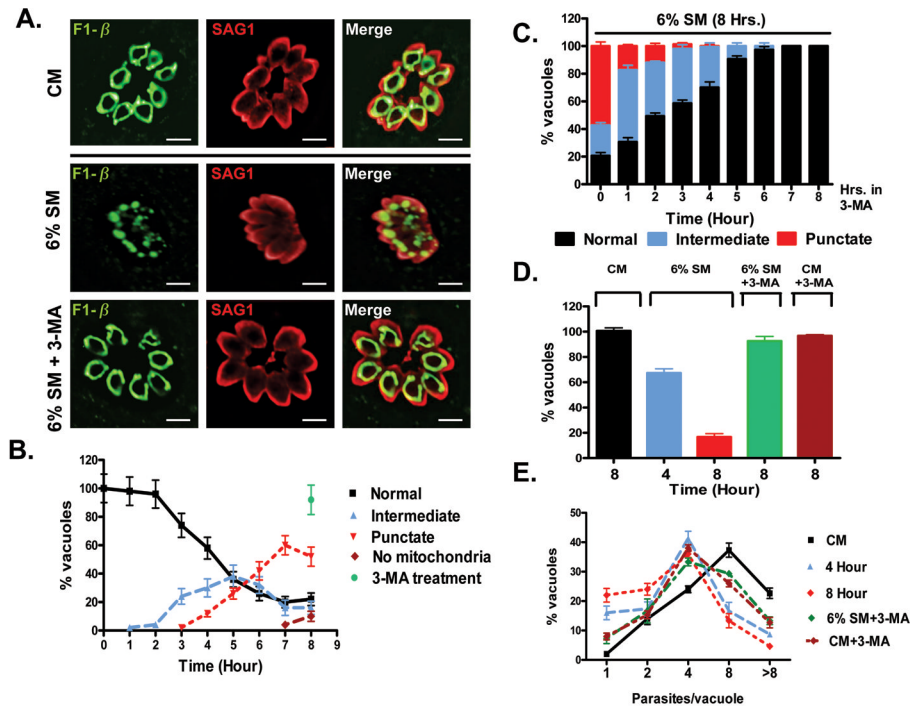 A.
F1-β SAG1 Merge
CM
F1-β SAG1 Merge
6% SM
F1-β SAG1 Merge
6% SM + 3-MA
B.
% vacuoles
120
100
80
60
40
20
0
0 1 2 3 4 5 6 7 8 9
Time (Hour)
Normal
Intermediate
Punctate
No mitochondria
3-MA treatment
C.
6% SM (8 Hrs.)
% vacuoles
120
100
80
60
40
20
0
0 1 2 3 4 5 6 7 8
Hrs. in
3-MA
Time (Hour)
Normal Intermediate Punctate
D.
CM 6% SM 6% SM +3-MA CM +3-MA
% vacuoles
120
100
80
60
40
20
0
8 4 8 8 8
Time (Hour)
E.
% vacuoles
50
40
30
20
10
0
1 2 4 8 >8
Parasites/vacuole
CM
4 Hour
8 Hour
6% SM+3-MA
CM+3-MA